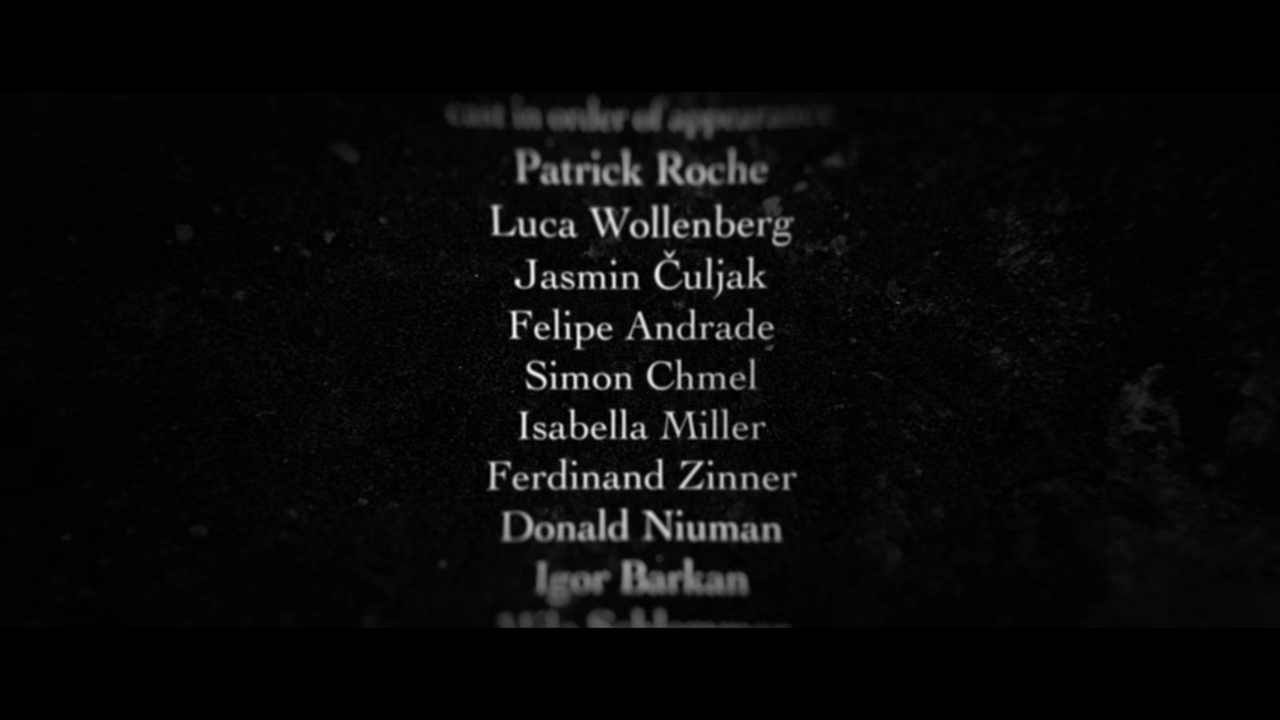 cast in order of appearance
Patrick Roche
Luca Wollenberg
Jasmin Čuljak
Felipe Andrade
Simon Chmel
Isabella Miller
Ferdinand Zinner
Donald Niuman
Igor Barkan